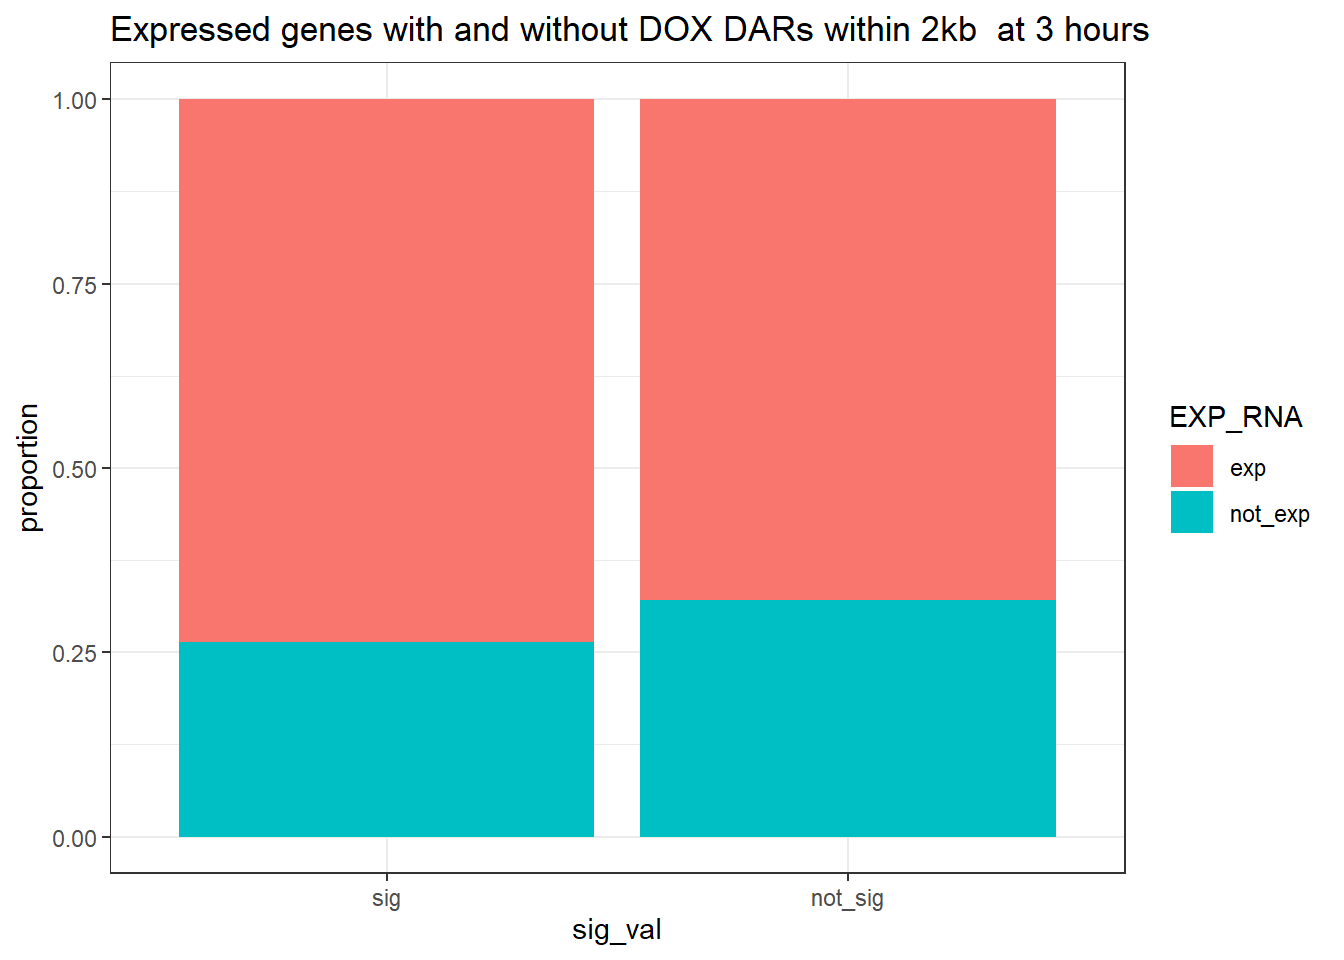 Expressed genes with and without DOX DARs within 2kb  at 3 hours
1.00
0.75
0.50
0.25
0.00
proportion
sig
not_sig
sig_val
EXP_RNA
exp
not_exp